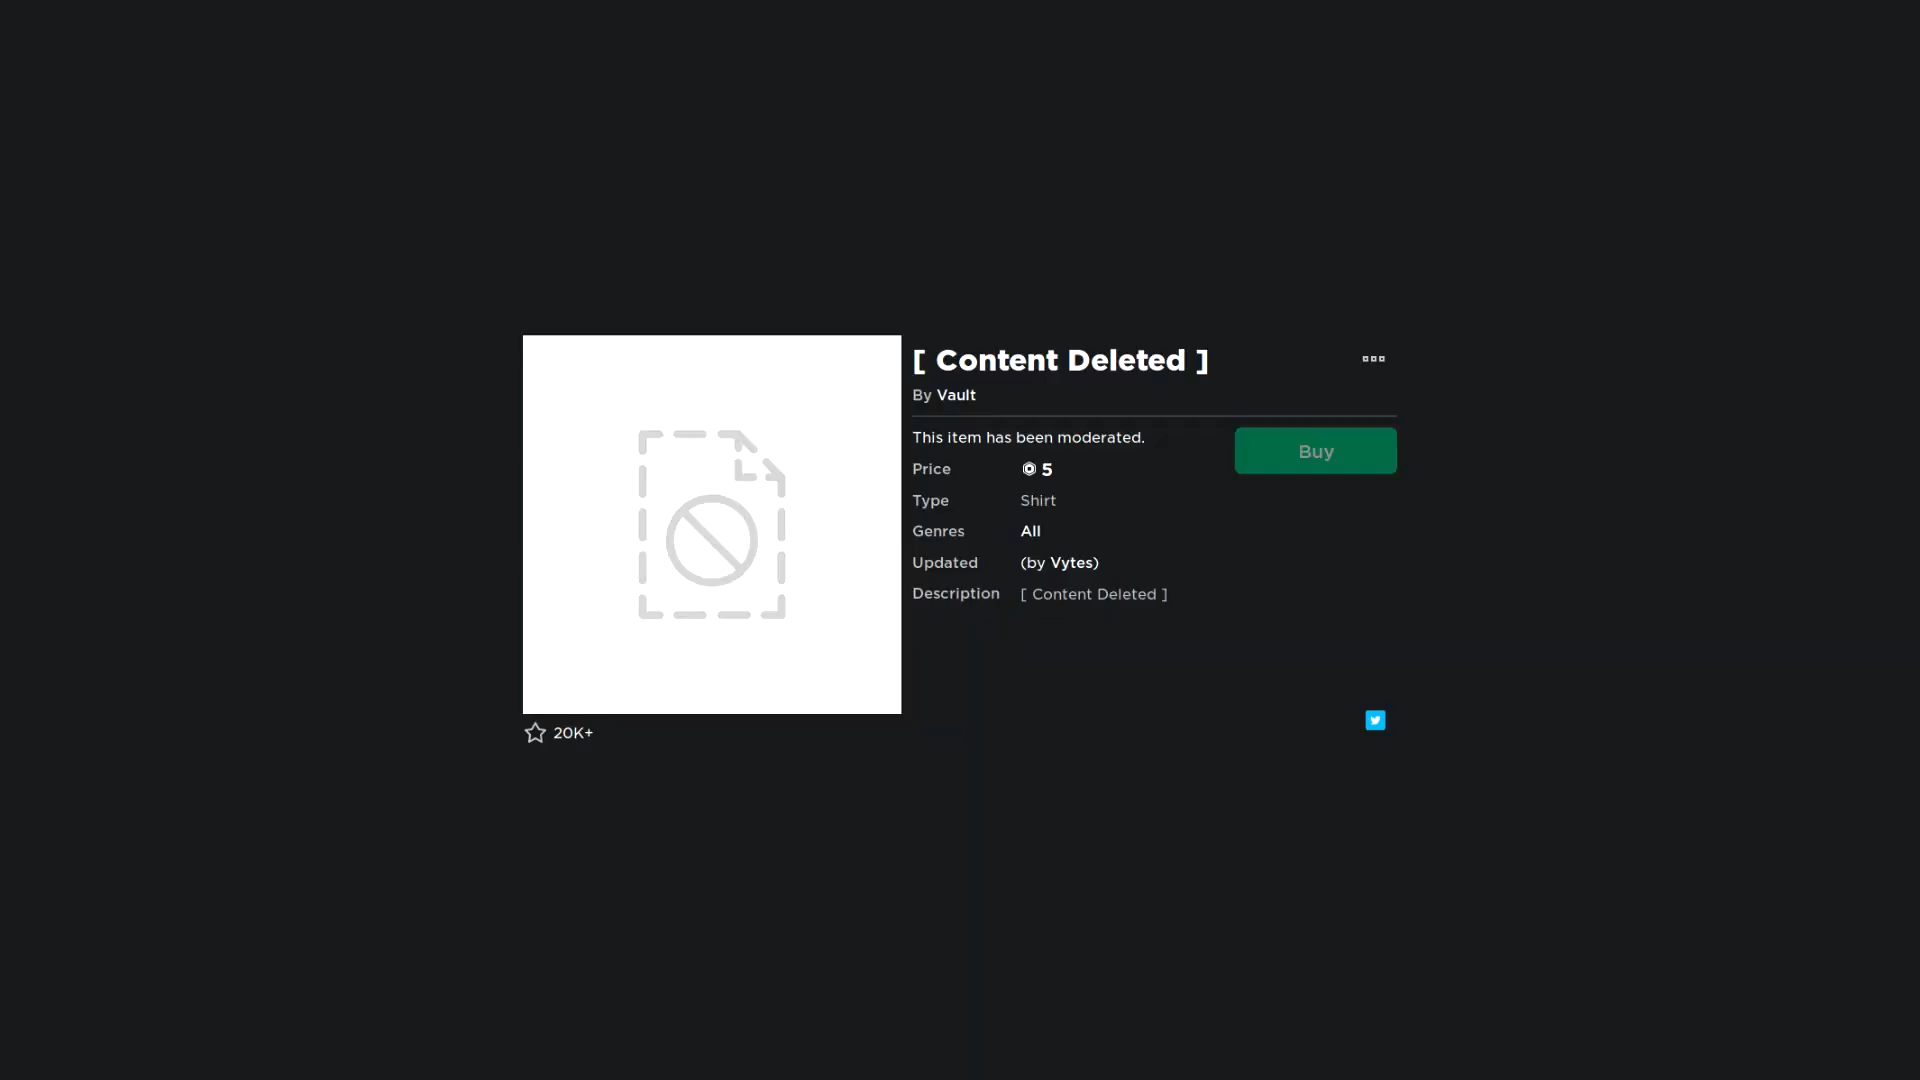 [ Content Deleted ]
By Vault
This item has been moderated.
Buy
Price 5
Type Shirt
Genres All
Updated (by Vytes)
Description [ Content Deleted ]
20K+